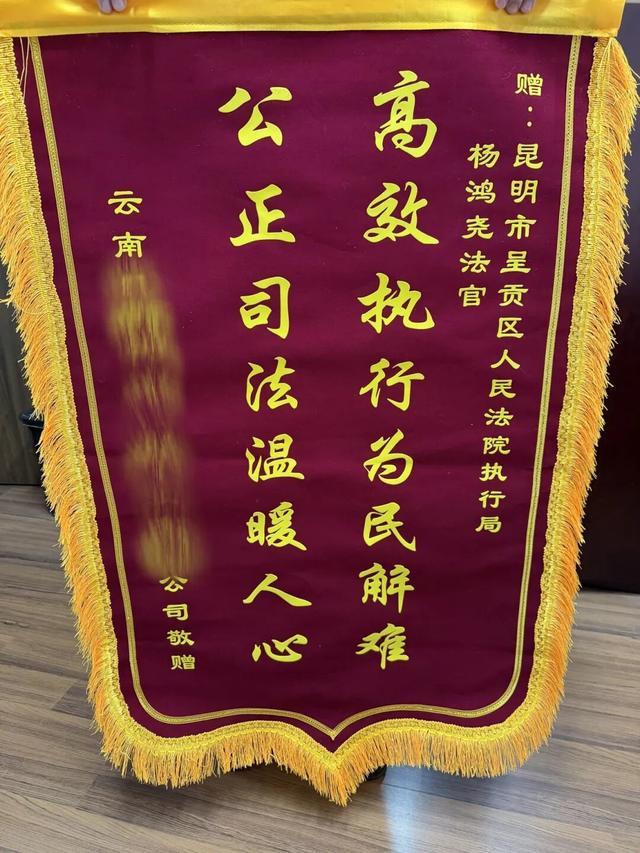 赠：昆明市呈贡区人民法院执行局
杨鸿尧法官
高效执行为民解难
公正司法温暖人心
云南
公司敬赠